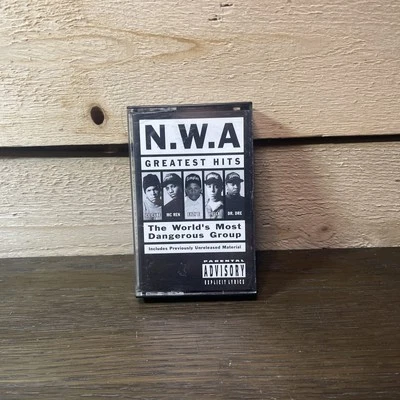 N.W.A
GREATEST HITS
MC REN
DR. DRE
The World's Most
Dangerous Group
Includes Previously Unreleased Material
PARENTAL
ADVISORY
EXPLICIT LYRICS